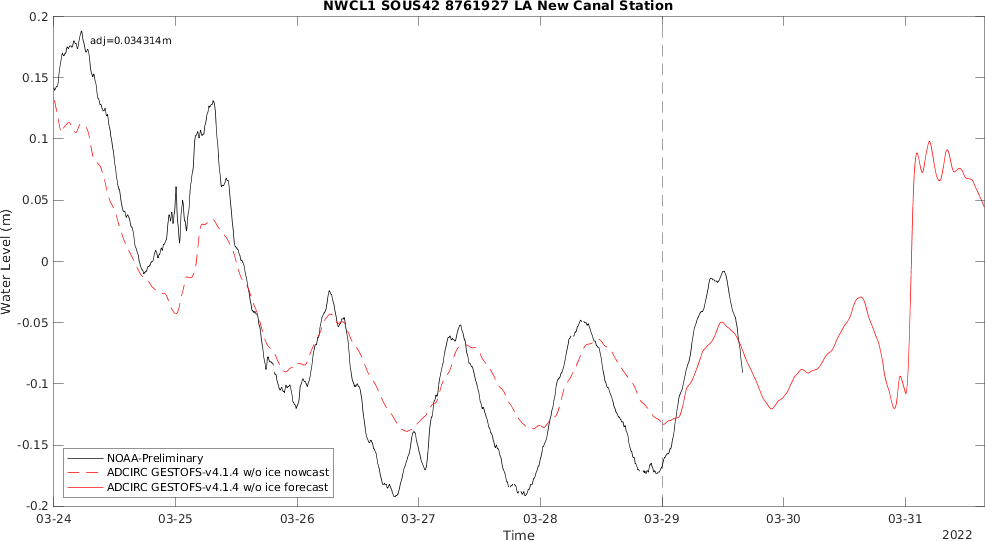 NWCL1 SOUS42 8761927 LA New Canal Station
adj=0.034314m
0.2
0.15
0.1
0.05
0
-0.05
-0.1
-0.15
-0.2
Water Level (m)
NOAA-Preliminary
ADCIRC GESTOFS-v4.1.4 w/o ice nowcast
ADCIRC GESTOFS-v4.1.4 w/o ice forecast
03-24 03-25 03-26 03-27 03-28 03-29 03-30 03-31
Time
2022